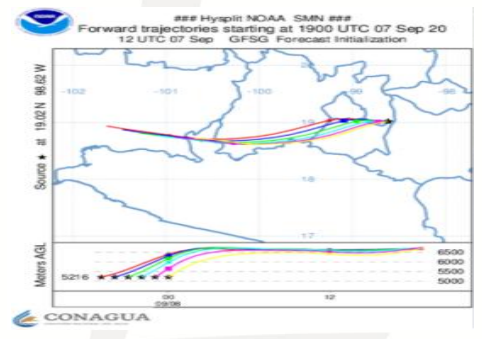 ### Hysplit NOAA SMN ###
Forward trajectories starting at 1900 UTC 07 Sep 20
12 UTC 07 Sep GFSG Forecast Initialization
Source ★ at 19.02 N 98.62 W
-102
-101
-100
-99
-98
19
18
17
Meters AGL
5216
6500
6000
5500
5000
00
12
09/08
CONAGUA